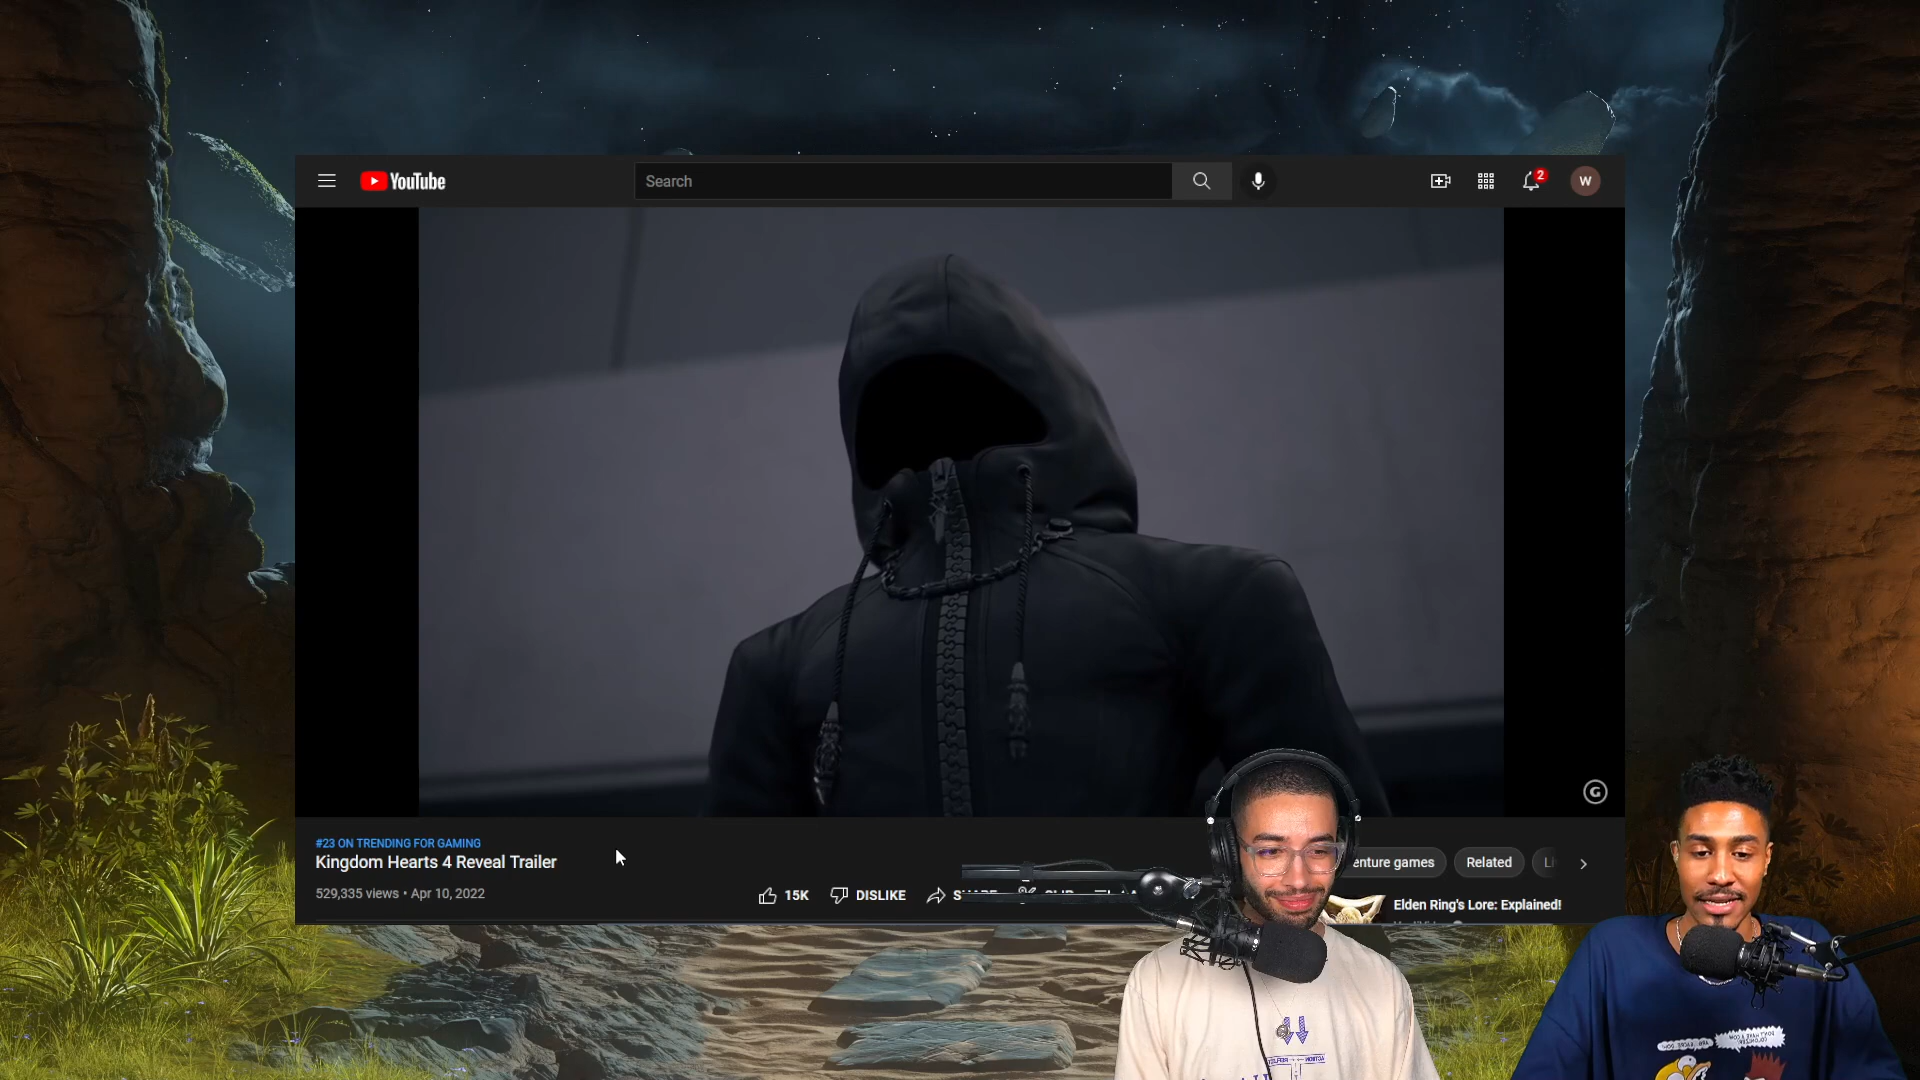 YouTube
Search
2
W
G
#23 ON TRENDING FOR GAMING
Kingdom Hearts 4 Reveal Trailer
529,335 views • Apr 10, 2022
15K
DISLIKE
enture games
Related
Elden Ring's Lore: Explained!